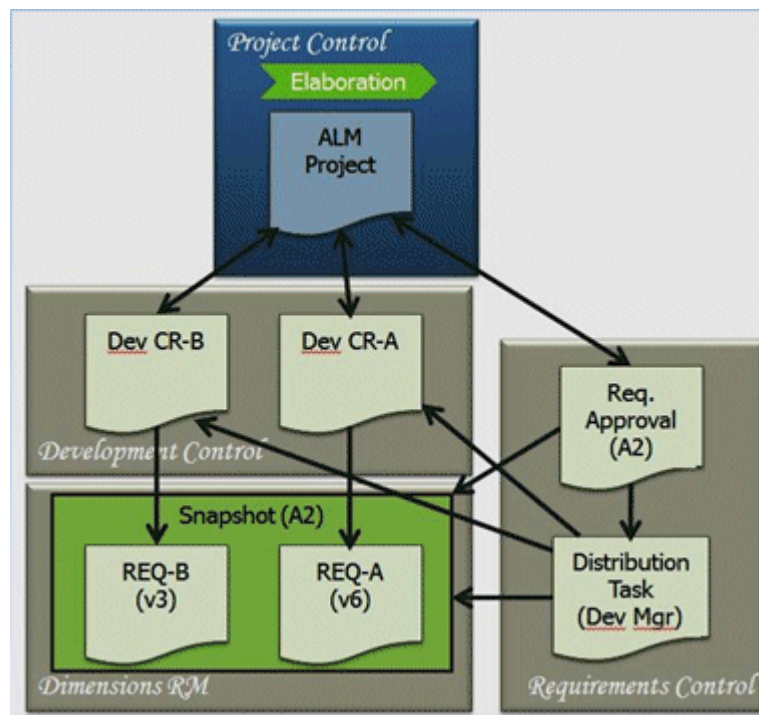 Project Control
Elaboration
ALM
Project
Dev CR-B
Dev CR-A
Development Control
Req.
Approval
(A2)
Snapshot (A2)
REQ-B
(v3)
REQ-A
(v6)
Distribution
Task
(Dev Mgr)
Dimensions RM
Requirements Control